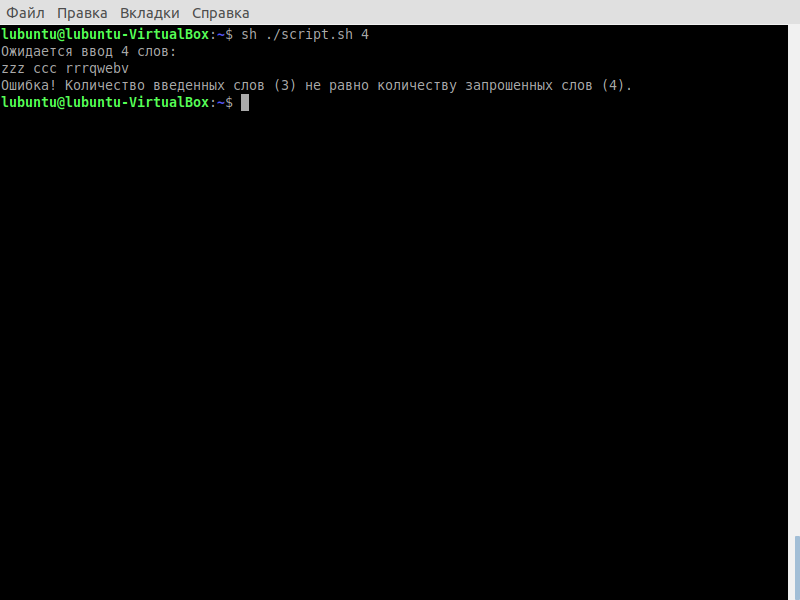 Файл Правка Вкладки Справка
lubuntu@lubuntu-VirtualBox:~$ sh ./script.sh 4
Ожидается ввод 4 слов:
zzz ccc rrrqwebv
Ошибка! Количество введенных слов (3) не равно количеству запрошенных слов (4).
lubuntu@lubuntu-VirtualBox:~$